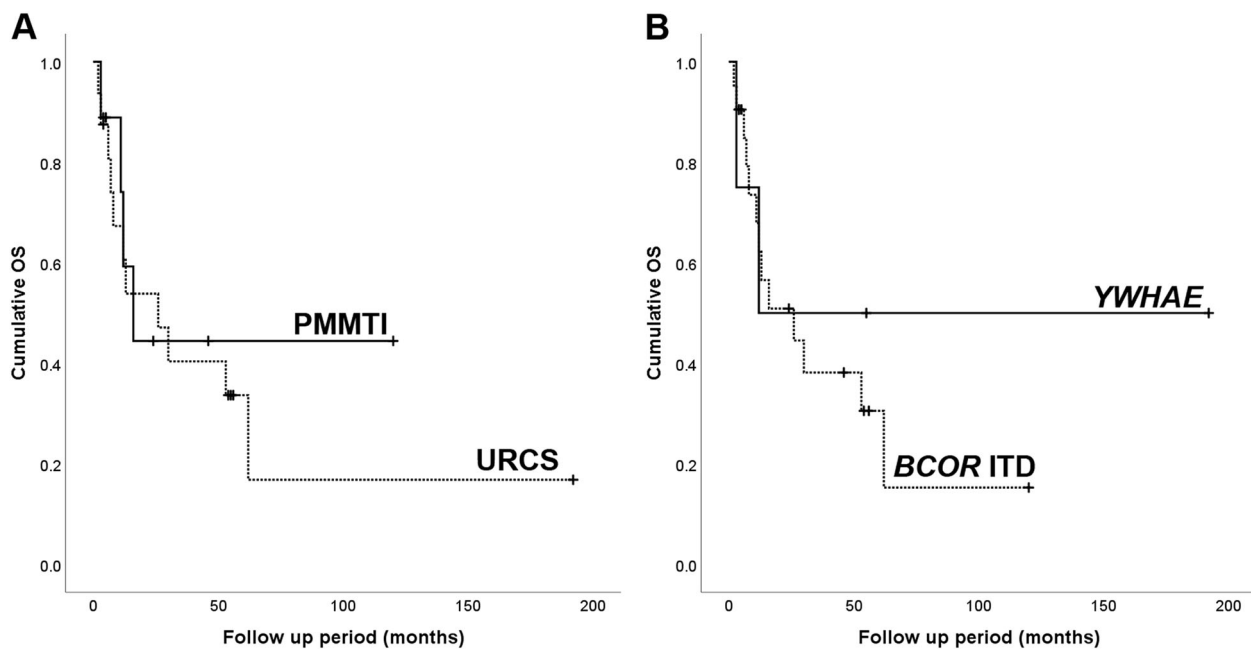 A
Cumulative OS
1.0
0.8
0.6
0.4
0.2
0.0
PMMTI
URCS
0 50 100 150 200
Follow up period (months)
B
Cumulative OS
1.0
0.8
0.6
0.4
0.2
0.0
YWHAE
BCOR ITD
0 50 100 150 200
Follow up period (months)